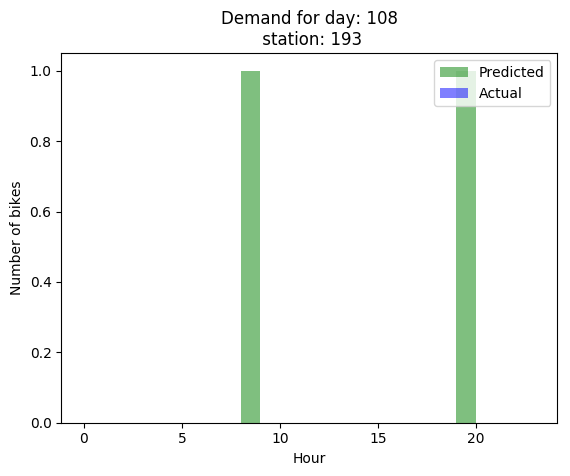 Demand for day: 108
station: 193
Predicted
Actual
Number of bikes
1.0
0.8
0.6
0.4
0.2
0.0
0
5
10
15
20
Hour